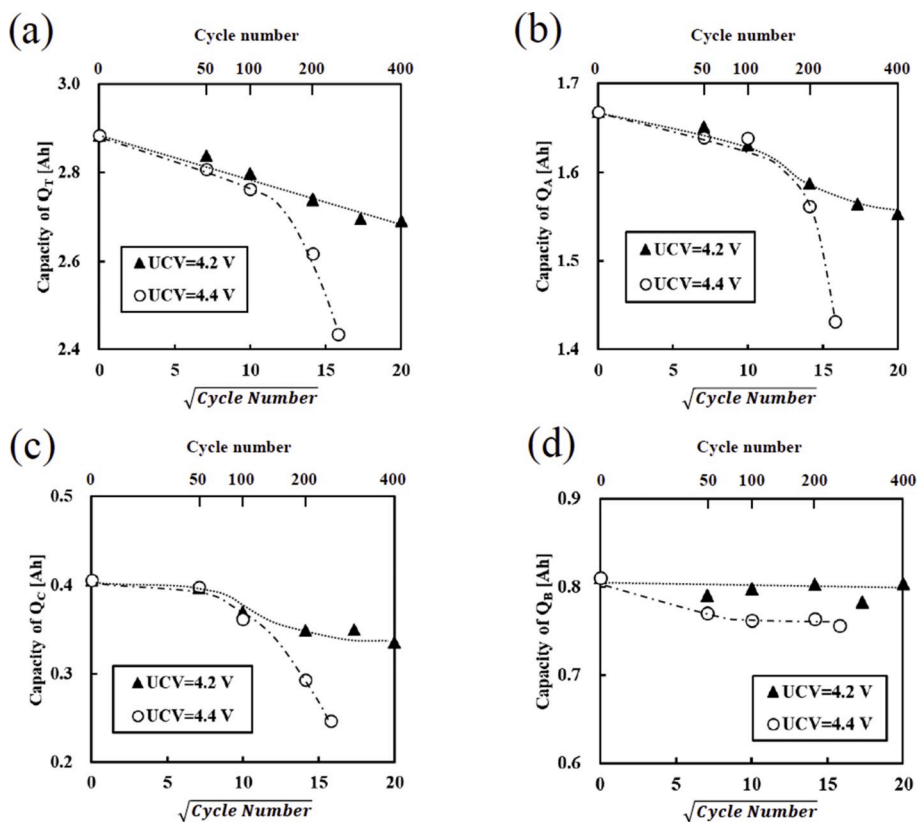 (a)
Cycle number
0 50 100 200 400
3.0
2.8
2.6
2.4
Capacity of Q_T [Ah]
▲ UCV=4.2 V
○ UCV=4.4 V
0 5 10 15 20
√Cycle Number
(b)
Cycle number
0 50 100 200 400
1.7
1.6
1.5
1.4
Capacity of Q_A [Ah]
▲ UCV=4.2 V
○ UCV=4.4 V
0 5 10 15 20
√Cycle Number
(c)
Cycle number
0 50 100 200 400
0.5
0.4
0.3
0.2
Capacity of Q_C [Ah]
▲ UCV=4.2 V
○ UCV=4.4 V
0 5 10 15 20
√Cycle Number
(d)
Cycle number
0 50 100 200 400
0.9
0.8
0.7
0.6
Capacity of Q_B [Ah]
▲ UCV=4.2 V
○ UCV=4.4 V
0 5 10 15 20
√Cycle Number